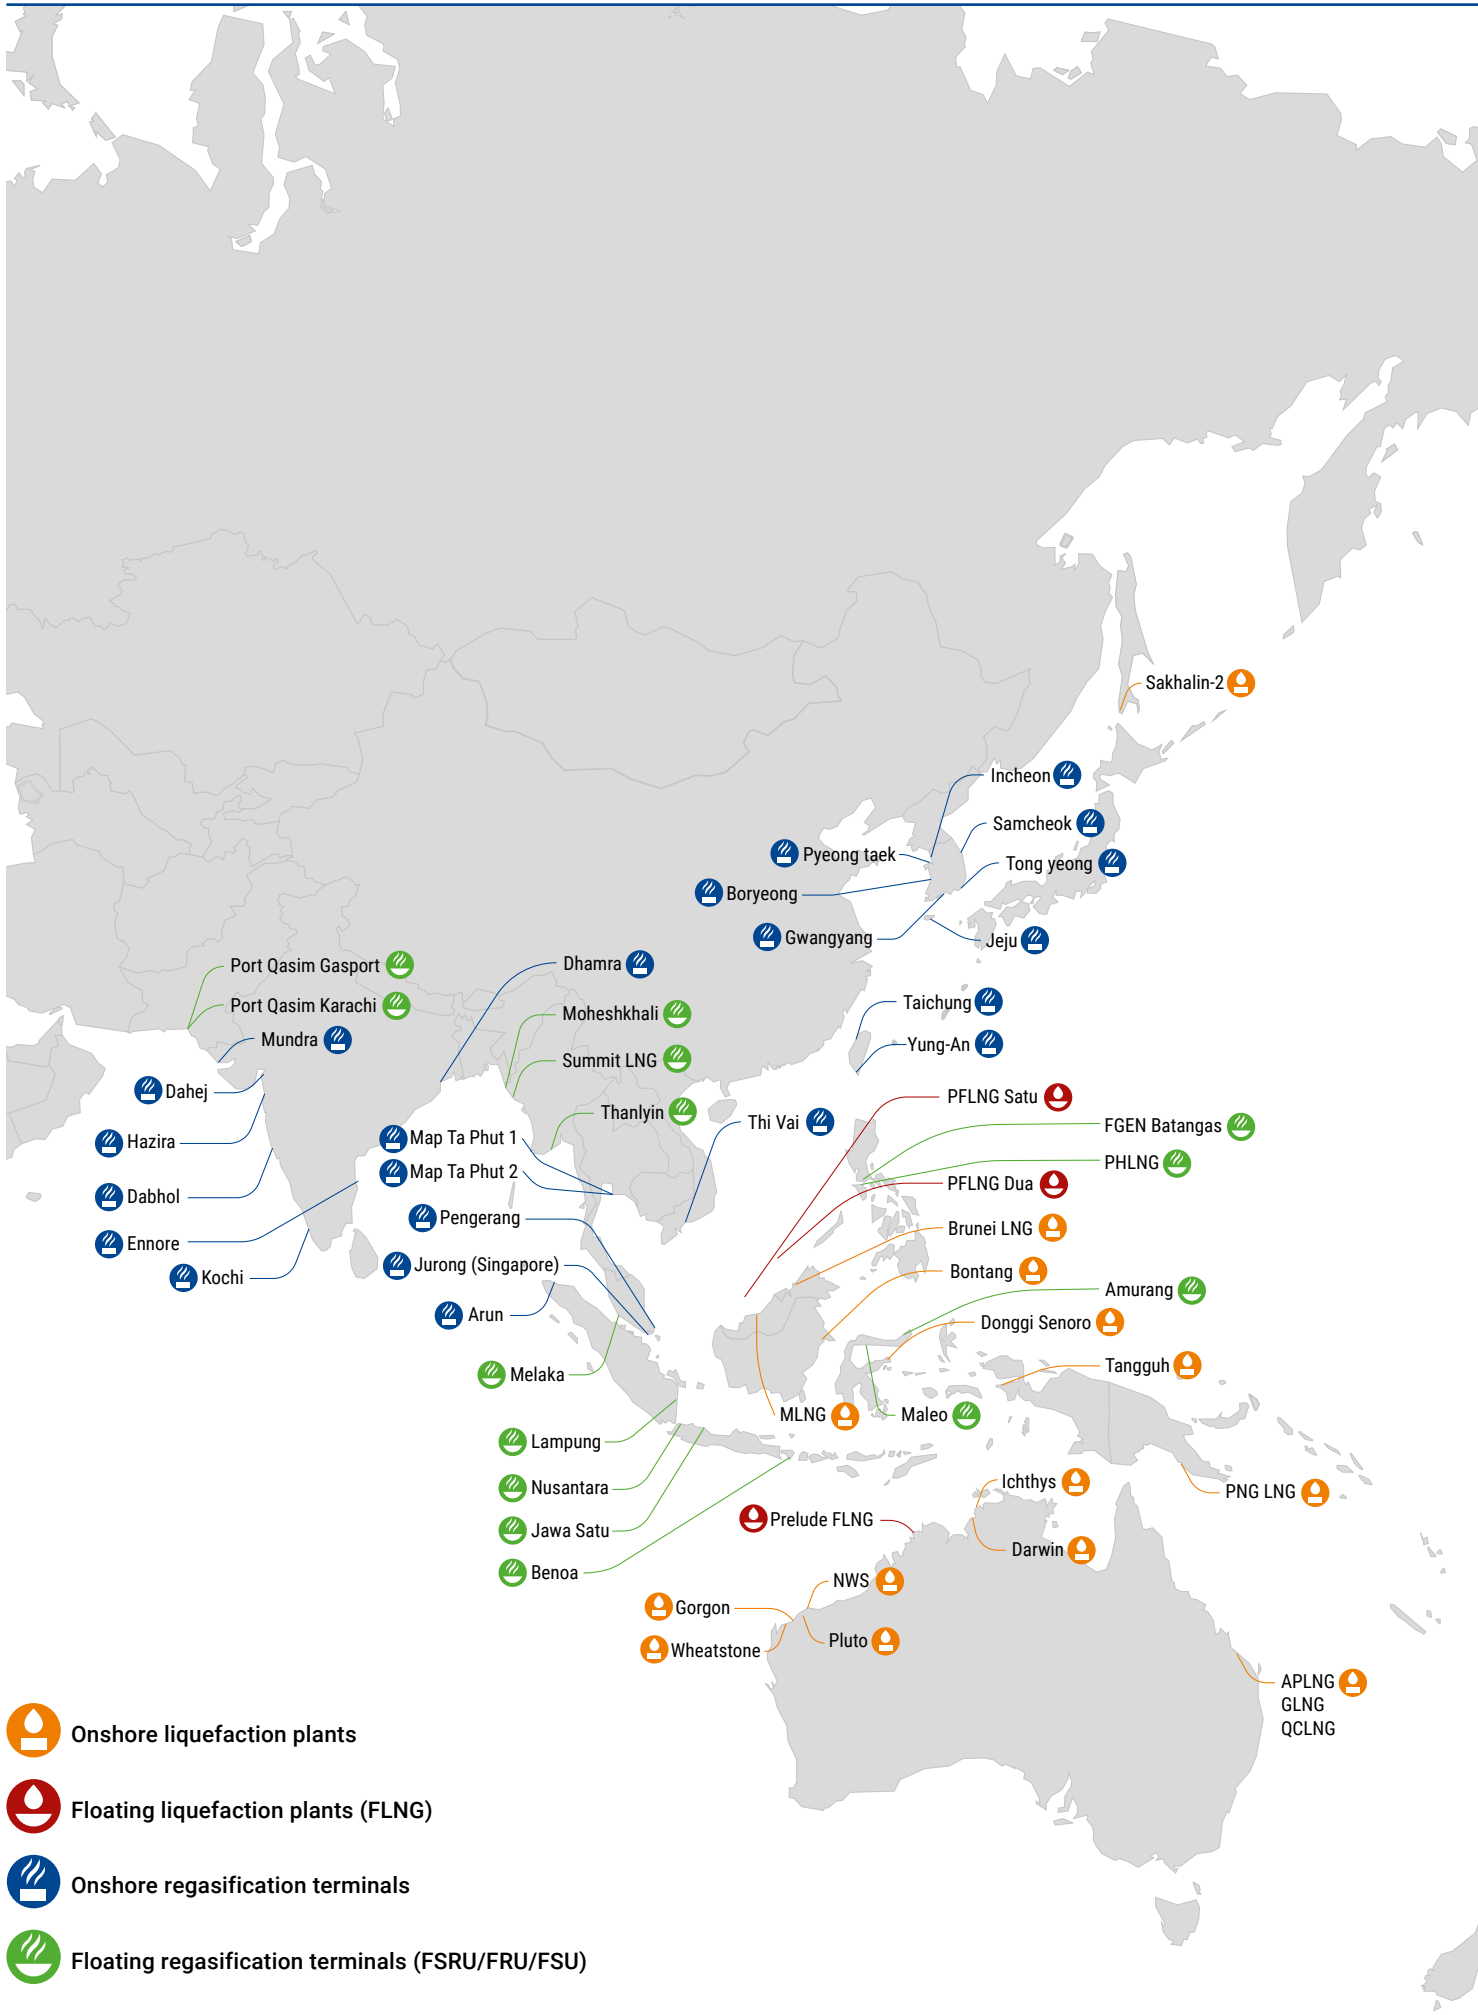 Sakhalin-2
Incheon
Samcheok
Pyeong taek
Tong yeong
Boryeong
Gwangyang
Jeju
Port Qasim Gasport
Dhamra
Port Qasim Karachi
Taichung
Moheshkhali
Mundra
Yung-An
Summit LNG
Dahej
PFLNG Satu
Thanlyin
Thi Vai
FGEN Batangas
Map Ta Phut 1
Hazira
PHLNG
Map Ta Phut 2
PFLNG Dua
Dabhol
Pengerang
Brunei LNG
Ennore
Jurong (Singapore)
Bontang
Kochi
Amurang
Arun
Donggi Senoro
Tangguh
Melaka
MLNG
Maleo
Lampung
Ichthys
Nusantara
PNG LNG
Prelude FLNG
Jawa Satu
Darwin
Benoa
NWS
Gorgon
Pluto
Wheatstone
APLNG
GLNG
QCLNG
Onshore liquefaction plants
Floating liquefaction plants (FLNG)
Onshore regasification terminals
Floating regasification terminals (FSRU/FRU/FSU)